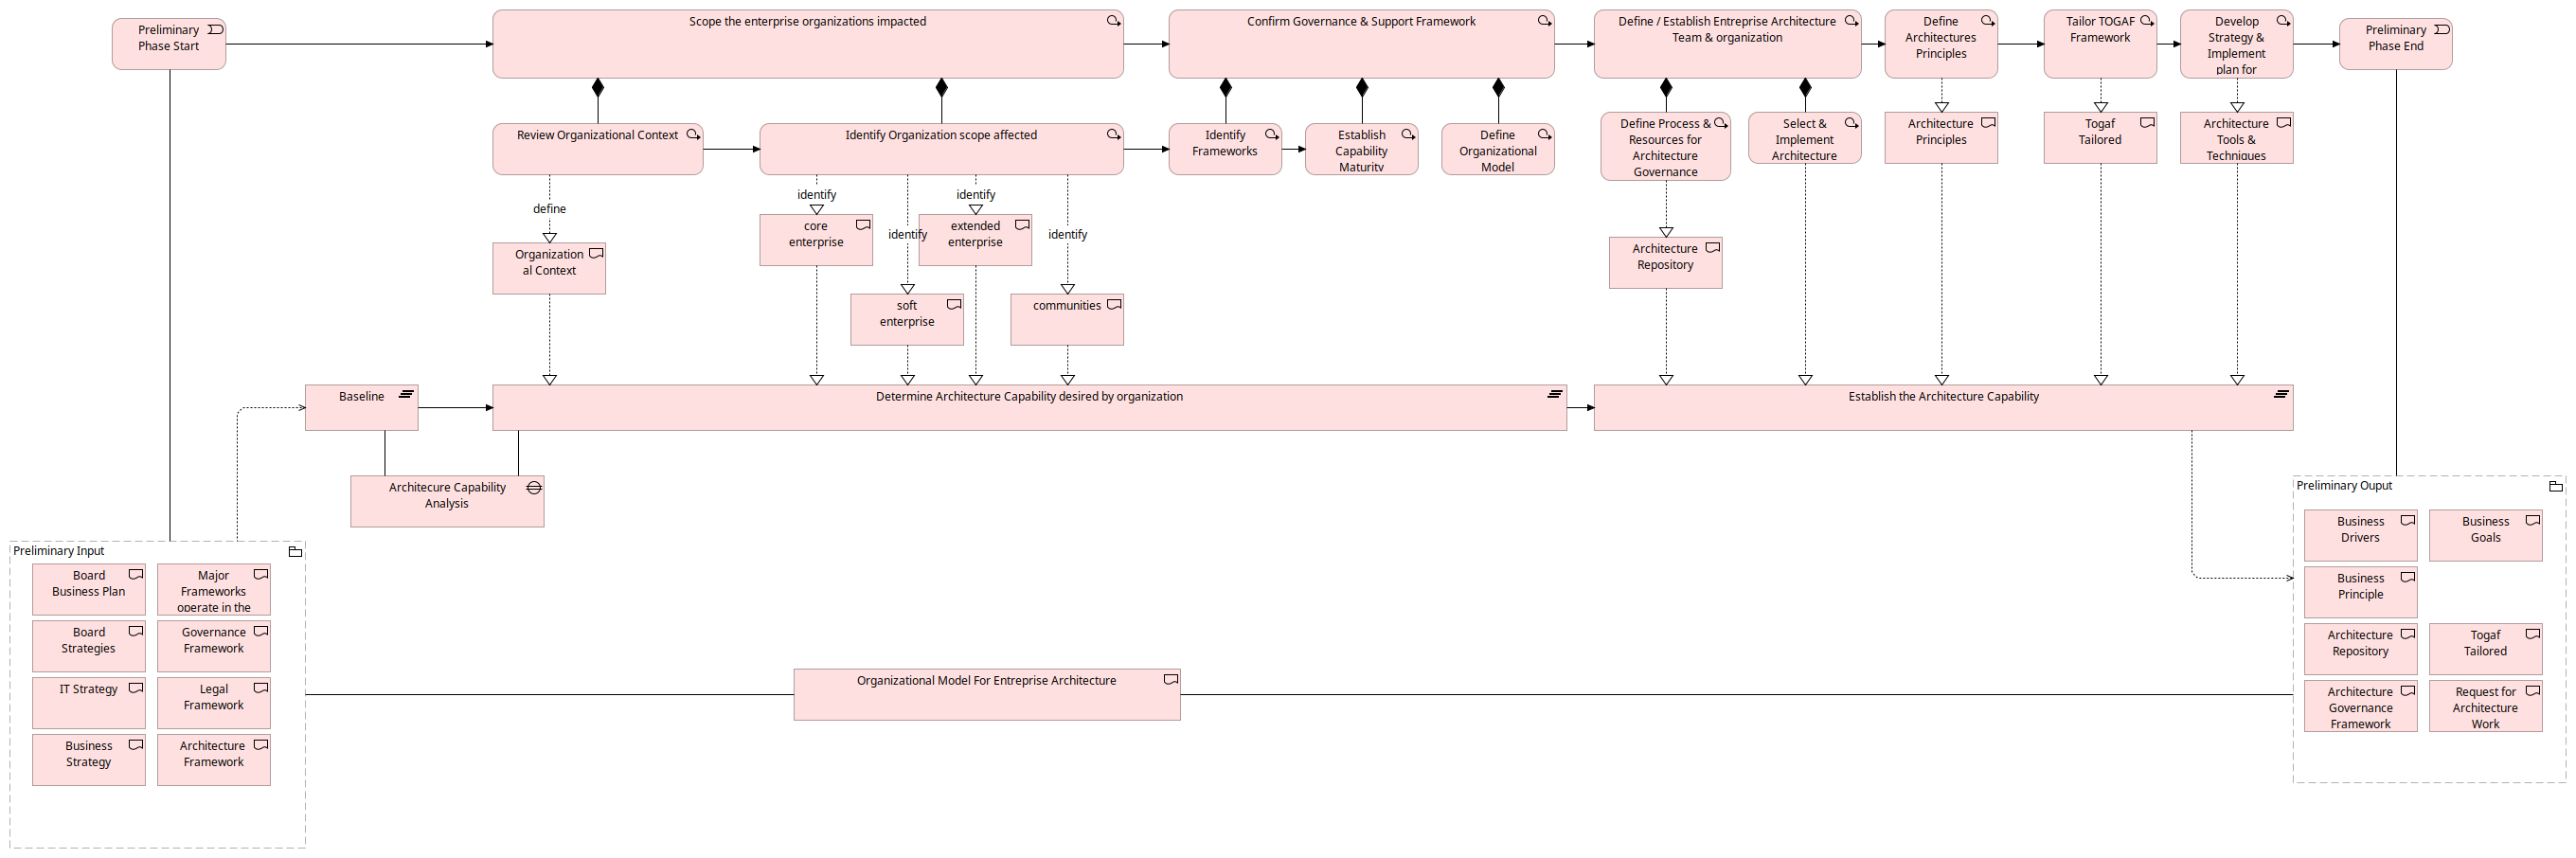 Preliminary
Phase Start
Scope the enterprise organizations impacted
Confirm Governance & Support Framework
Define / Establish Entreprise Architecture
Team & organization
Define
Architectures
Principles
Tailor TOGAF
Framework
Develop
Strategy &
Implement
plan for
Preliminary
Phase End
Review Organizational Context
Identify Organization scope affected
Identify
Frameworks
Establish
Capability
Maturity
Define
Organizational
Model
Define Process &
Resources for
Architecture
Governance
Select &
Implement
Architecture
Architecture
Principles
Togaf
Tailored
Architecture
Tools &
Techniques
define
identify
identify
identify
identify
Organization
al Context
core
enterprise
extended
enterprise
soft
enterprise
communities
Architecture
Repository
Baseline
Determine Architecture Capability desired by organization
Establish the Architecture Capability
Architecure Capability
Analysis
Preliminary Input
Board
Business Plan
Major
Frameworks
operate in the
Board
Strategies
Governance
Framework
IT Strategy
Legal
Framework
Business
Strategy
Architecture
Framework
Organizational Model For Entreprise Architecture
Preliminary Ouput
Business
Drivers
Business
Goals
Business
Principle
Architecture
Repository
Togaf
Tailored
Architecture
Governance
Framework
Request for
Architecture
Work